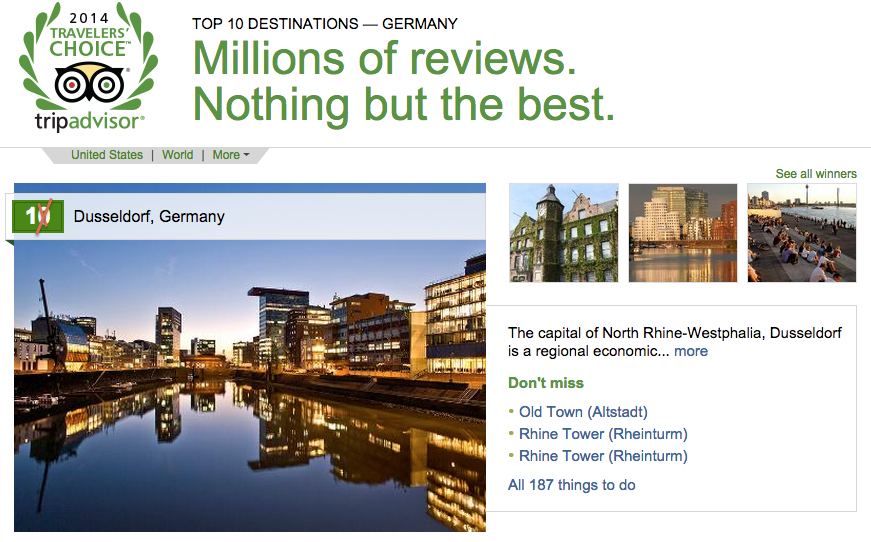 2014
TRAVELERS'
CHOICE™
tripadvisor®
TOP 10 DESTINATIONS — GERMANY
Millions of reviews.
Nothing but the best.
United States | World | More
See all winners
10 Dusseldorf, Germany
The capital of North Rhine-Westphalia, Dusseldorf
is a regional economic... more
Don't miss
• Old Town (Altstadt)
• Rhine Tower (Rheinturm)
• Rhine Tower (Rheinturm)
All 187 things to do